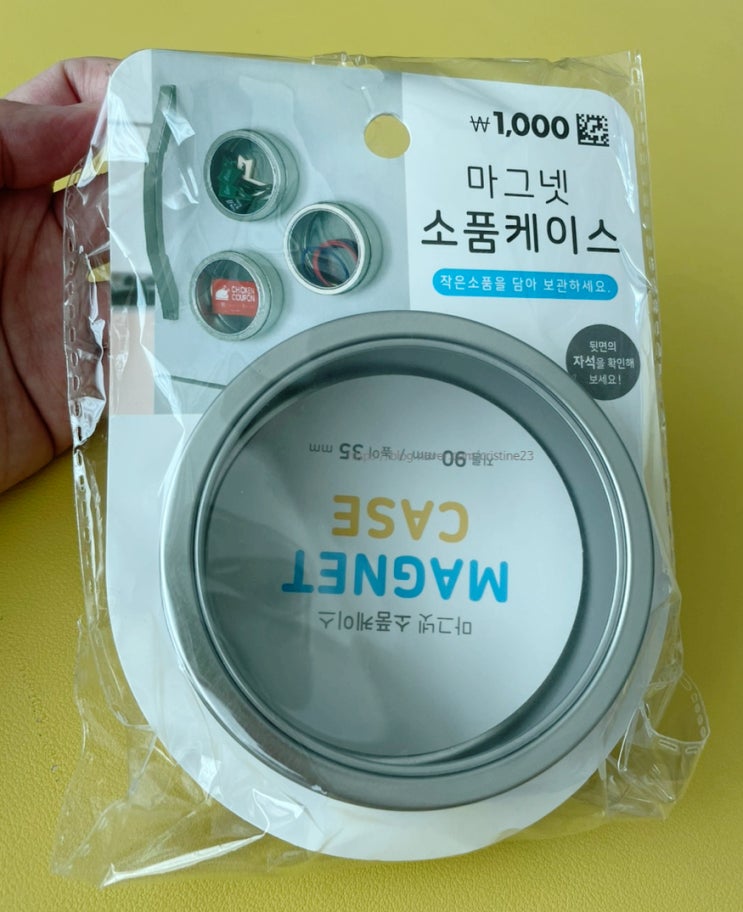 ₩1,000
마그넷
소품케이스
작은소품을 담아 보관하세요.
CHICKEN
COUPON
뒷면의
자석을 확인해
보세요!
마그넷 소품케이스
MAGNET
CASE
지름 90 mm / 높이 35 mm